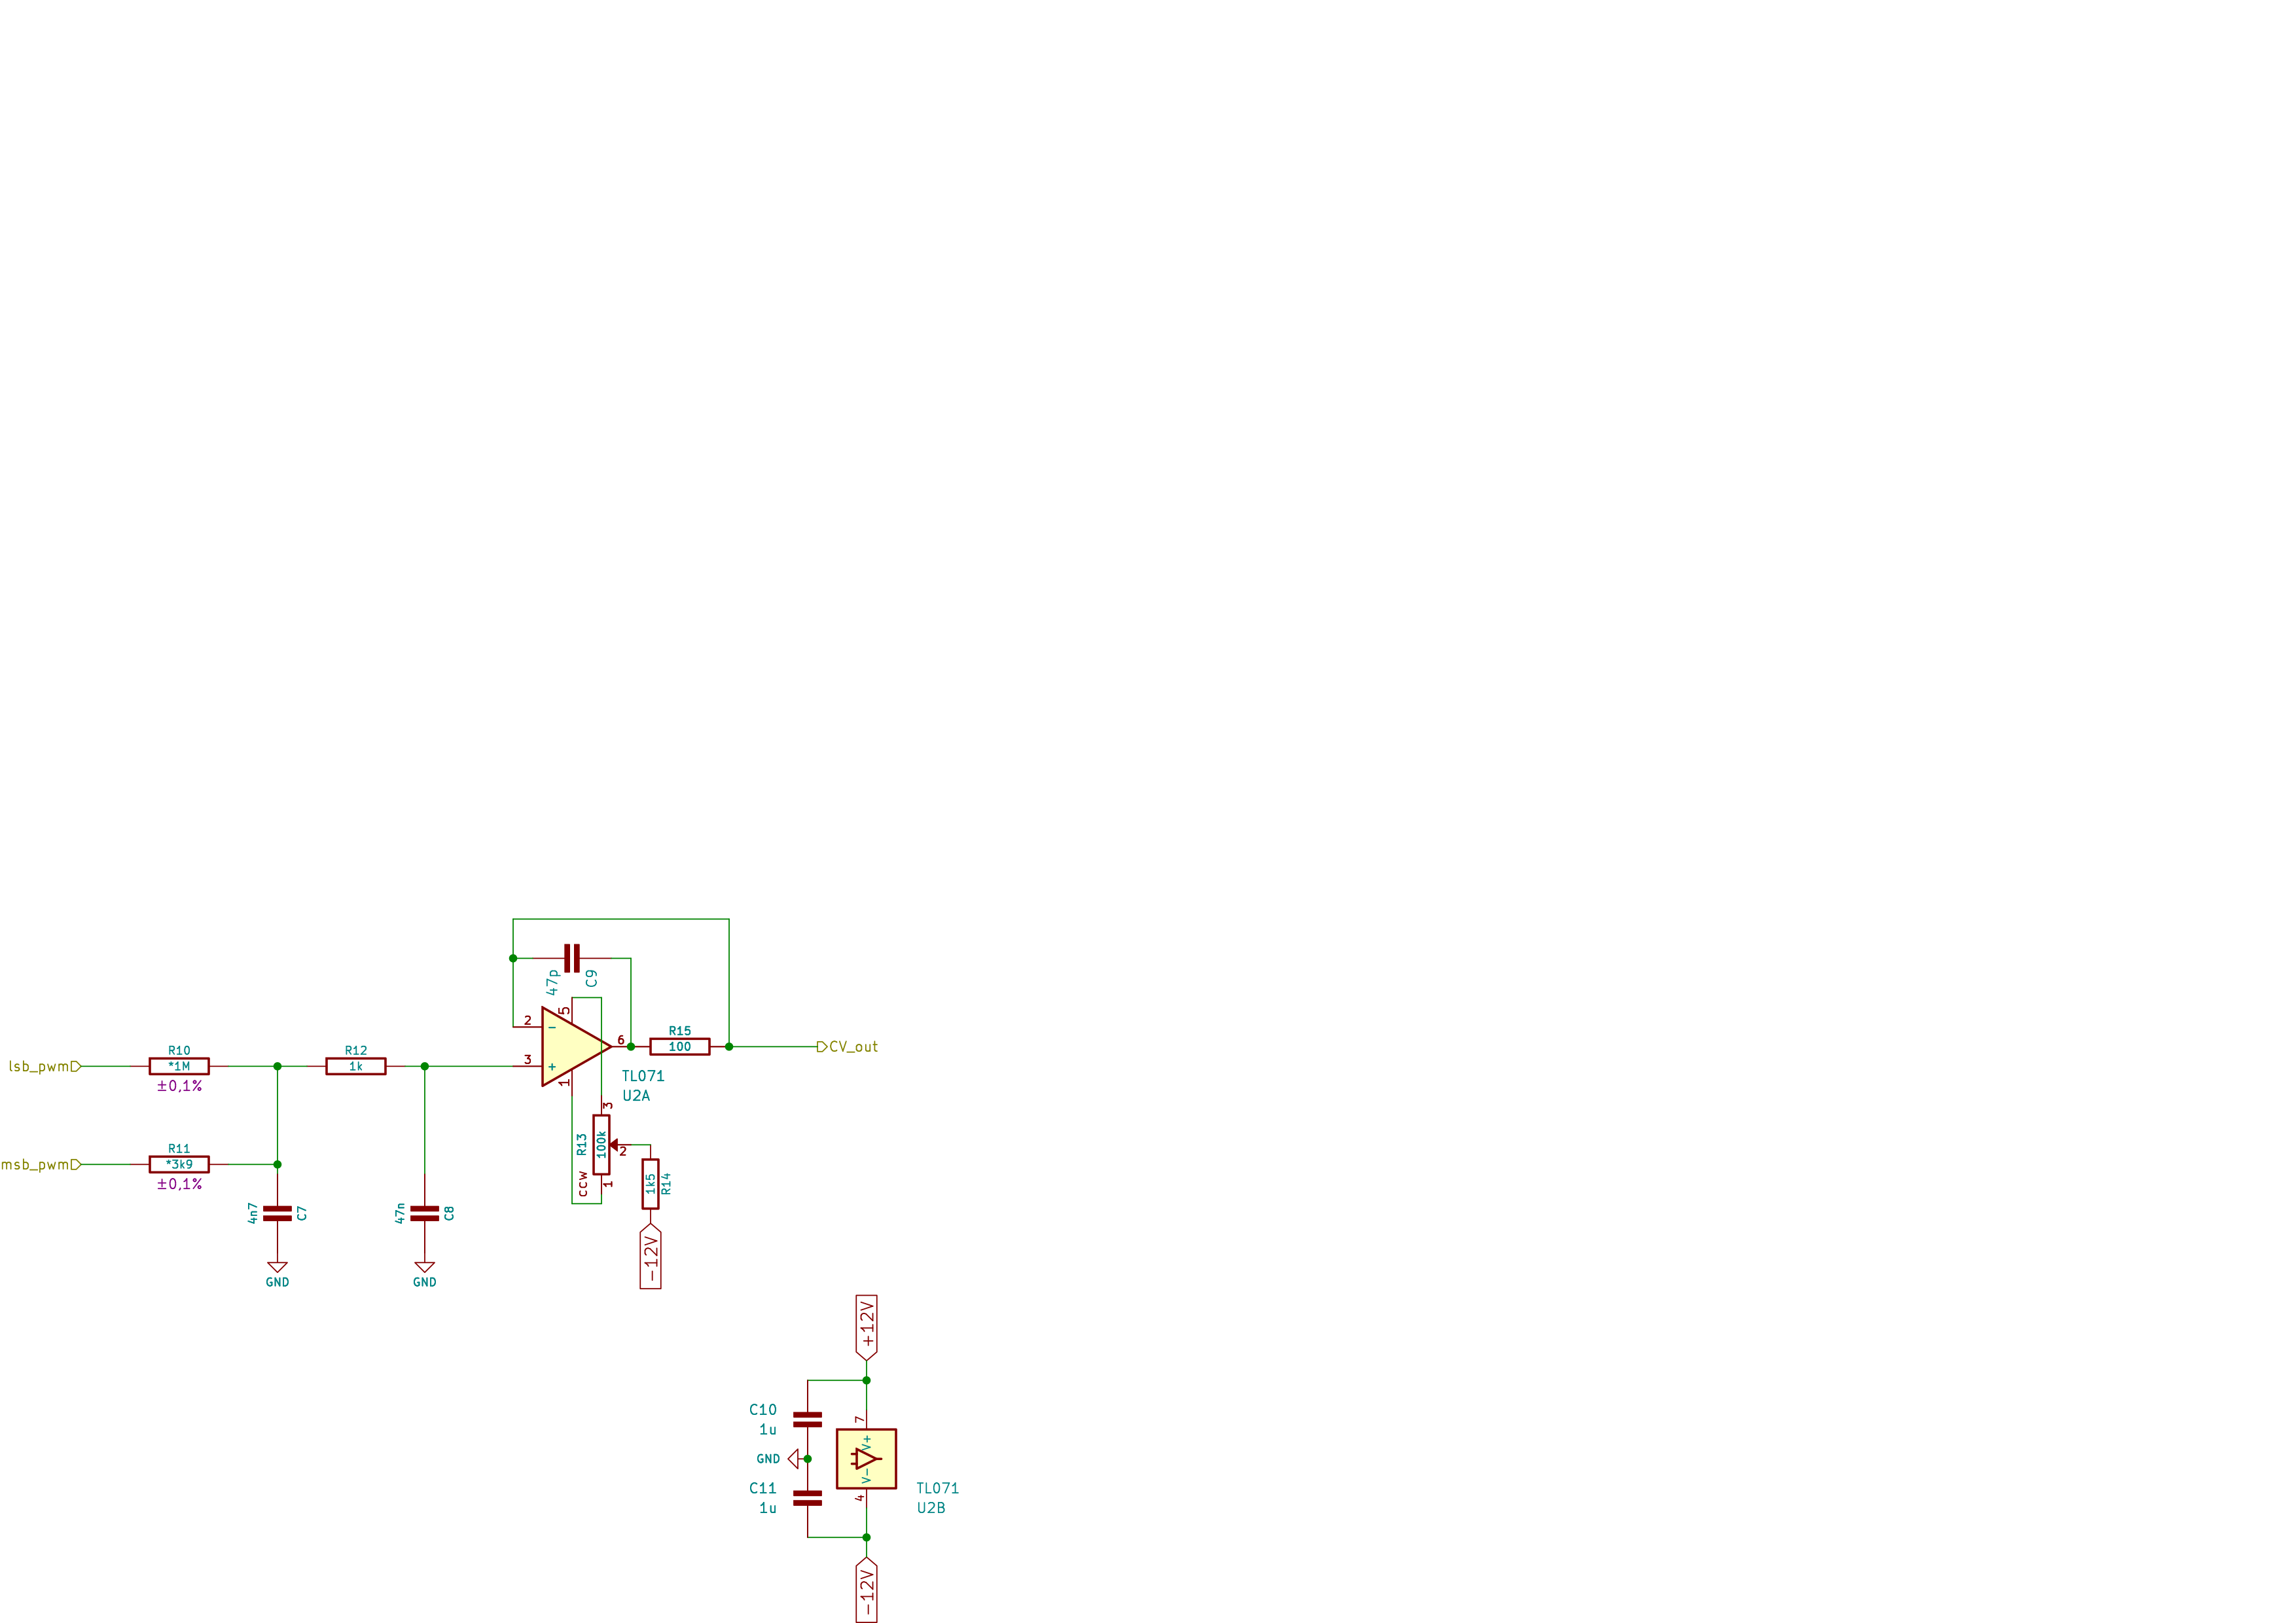 47p
C9
5
2
−
6
R15
100
CV_out
3
+
1
TL071
U2A
lsb_pwm
R10
*1M
±0,1%
R12
1k
msb_pwm
R11
*3k9
±0,1%
4n7
C7
GND
47n
C8
GND
3
R13
100k
2
CCW
1
1k5
R14
-12V
+12V
C10
1u
7
V+
GND
V-
4
C11
1u
TL071
U2B
-12V